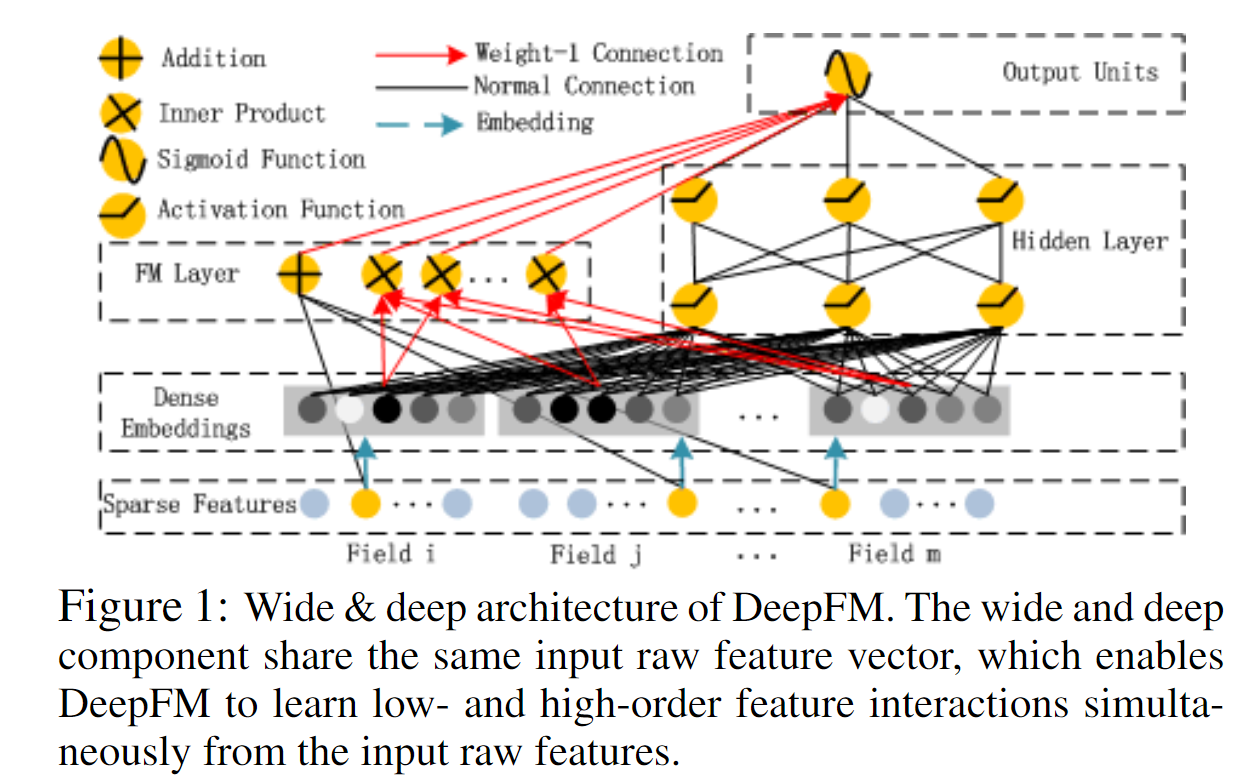 Addition
Weight-1 Connection
Output Units
Normal Connection
Inner Product
Embedding
Sigmoid Function
Activation Function
Hidden Layer
FM Layer
...
Dense
Embeddings
...
Sparse Features
...
...
...
...
Field i
Field j
...
Field m
Figure 1: Wide & deep architecture of DeepFM. The wide and deep
component share the same input raw feature vector, which enables
DeepFM to learn low- and high-order feature interactions simulta-
neously from the input raw features.